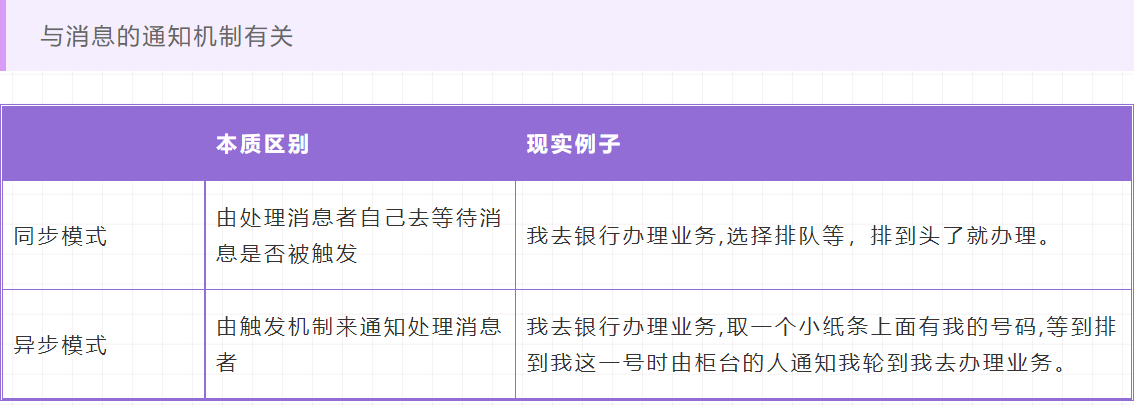 与消息的通知机制有关
本质区别
现实例子
同步模式
由处理消息者自己去等待消
息是否被触发
我去银行办理业务,选择排队等，排到头了就办理。
异步模式
由触发机制来通知处理消息
者
我去银行办理业务,取一个小纸条上面有我的号码,等到排
到我这一号时由柜台的人通知我轮到我去办理业务。